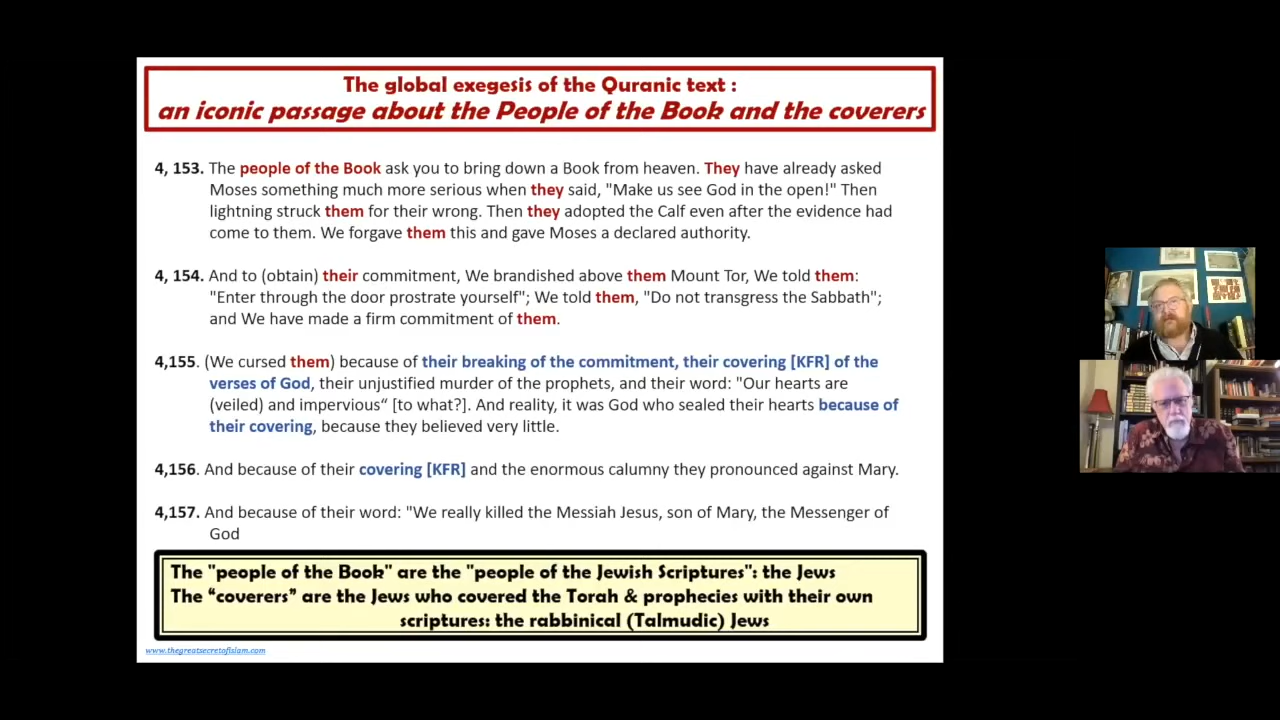 The global exegesis of the Quranic text :
an iconic passage about the People of the Book and the coverers
4, 153. The people of the Book ask you to bring down a Book from heaven. They have already asked
Moses something much more serious when they said, "Make us see God in the open!" Then
lightning struck them for their wrong. Then they adopted the Calf even after the evidence had
come to them. We forgave them this and gave Moses a declared authority.
4, 154. And to (obtain) their commitment, We brandished above them Mount Tor, We told them:
"Enter through the door prostrate yourself"; We told them, "Do not transgress the Sabbath";
and We have made a firm commitment of them.
4,155. (We cursed them) because of their breaking of the commitment, their covering [KFR] of the
verses of God, their unjustified murder of the prophets, and their word: "Our hearts are
(veiled) and impervious“ [to what?]. And reality, it was God who sealed their hearts because of
their covering, because they believed very little.
4,156. And because of their covering [KFR] and the enormous calumny they pronounced against Mary.
4,157. And because of their word: "We really killed the Messiah Jesus, son of Mary, the Messenger of
God
The "people of the Book" are the "people of the Jewish Scriptures": the Jews
The “coverers” are the Jews who covered the Torah & prophecies with their own
scriptures: the rabbinical (Talmudic) Jews
www.thegreatsecretofislam.com